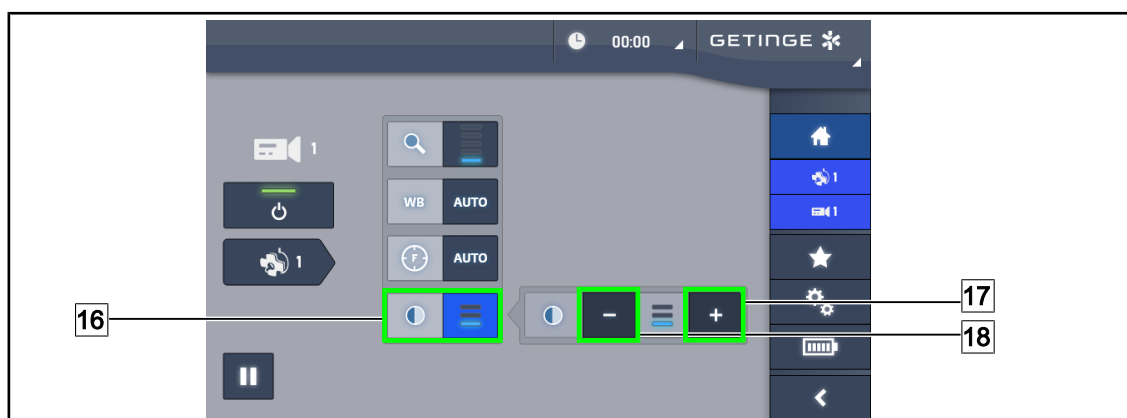 00:00 GETINGE
1
1
WB AUTO
1
1 F AUTO
16 − + 17
18